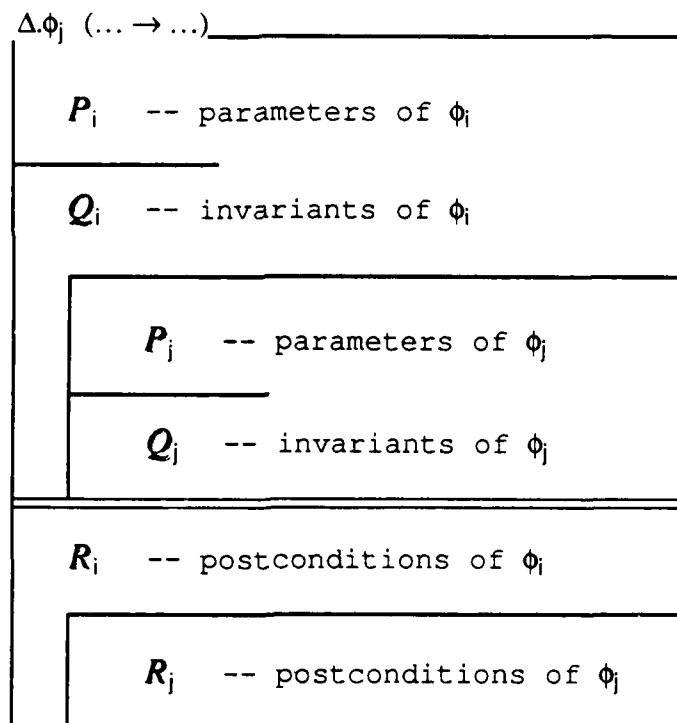 Δ.ϕj (... → ...)
Pi -- parameters of ϕi
Qi -- invariants of ϕi
Pj -- parameters of ϕj
Qj -- invariants of ϕj
Ri -- postconditions of ϕi
Rj -- postconditions of ϕj